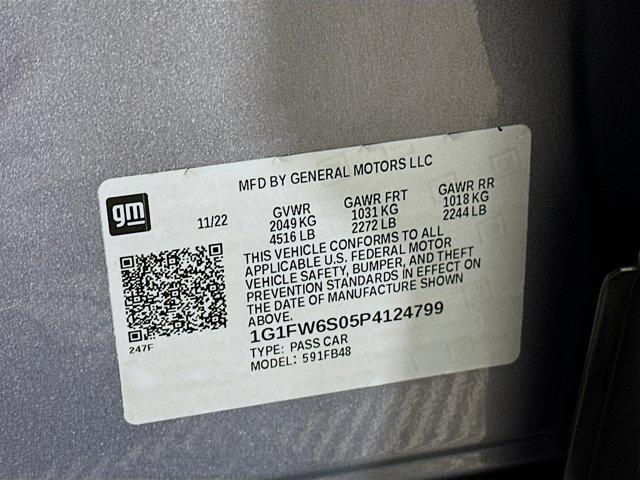 MFD BY GENERAL MOTORS LLC
gm
11/22
GVWR GAWR FRT GAWR RR
2049 KG 1031 KG 1018 KG
4516 LB 2272 LB 2244 LB
THIS VEHICLE CONFORMS TO ALL
APPLICABLE U.S. FEDERAL MOTOR
VEHICLE SAFETY, BUMPER, AND THEFT
PREVENTION STANDARDS IN EFFECT ON
THE DATE OF MANUFACTURE SHOWN
ABOVE.
1G1FW6S05P4124799
247F
TYPE: PASS CAR
MODEL: 591FB48